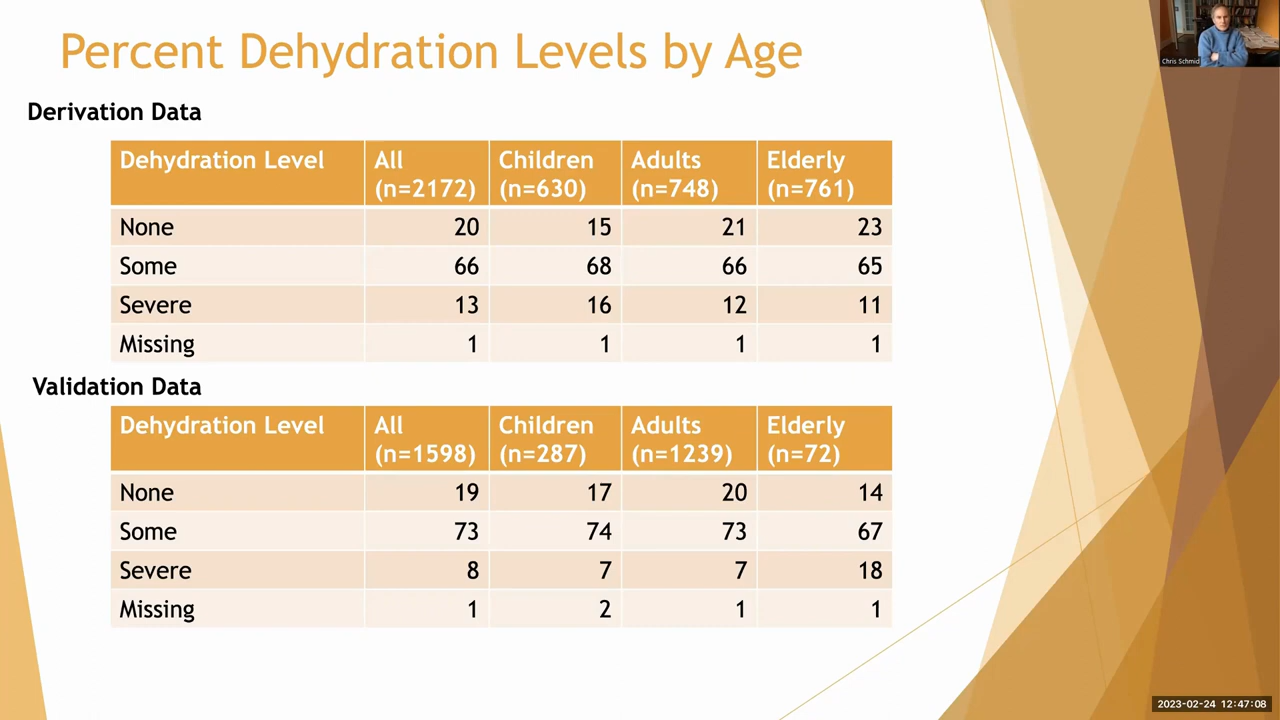 Percent Dehydration Levels by Age
Chris Schmid
Derivation Data
Dehydration Level All (n=2172) Children (n=630) Adults (n=748) Elderly (n=761)
None 20 15 21 23
Some 66 68 66 65
Severe 13 16 12 11
Missing 1 1 1 1
Validation Data
Dehydration Level All (n=1598) Children (n=287) Adults (n=1239) Elderly (n=72)
None 19 17 20 14
Some 73 74 73 67
Severe 8 7 7 18
Missing 1 2 1 1
2023-02-24 12:47:08